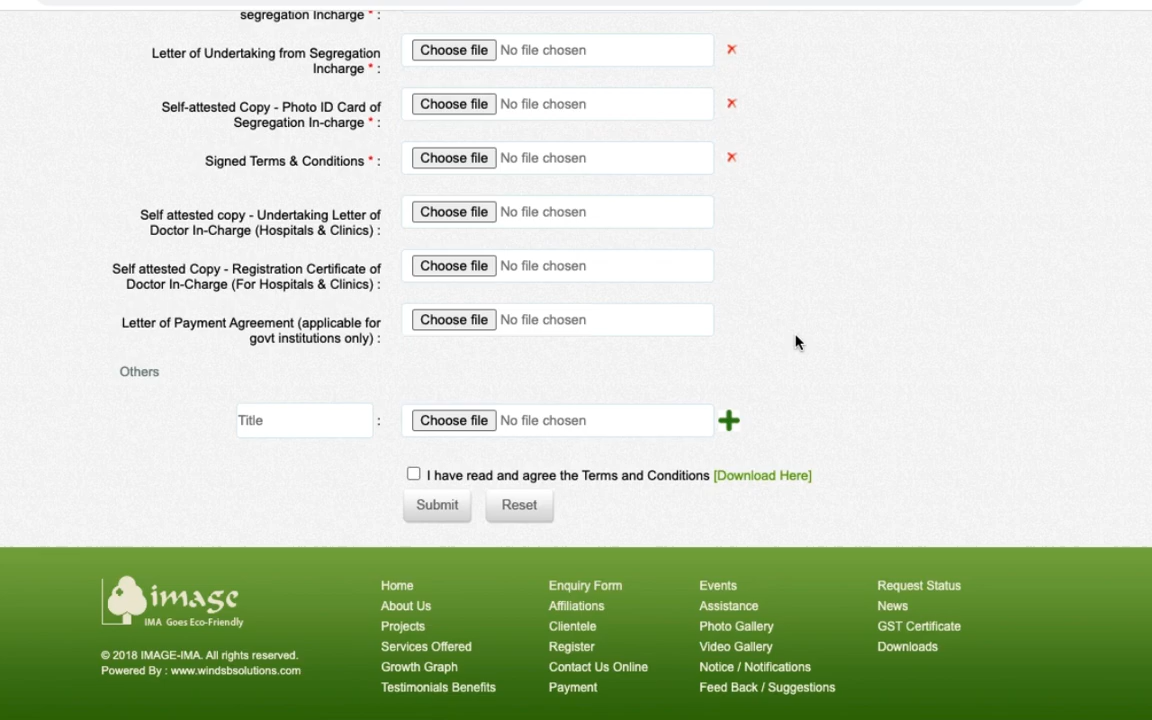 segregation Incharge * :
Letter of Undertaking from Segregation
Incharge * :
Choose file No file chosen
Self-attested Copy - Photo ID Card of
Segregation In-charge * :
Choose file No file chosen
Signed Terms & Conditions * :
Choose file No file chosen
Self attested copy - Undertaking Letter of
Doctor In-Charge (Hospitals & Clinics) :
Choose file No file chosen
Self attested Copy - Registration Certificate of
Doctor In-Charge (For Hospitals & Clinics) :
Choose file No file chosen
Letter of Payment Agreement (applicable for
govt institutions only) :
Choose file No file chosen
Others
Title : Choose file No file chosen
I have read and agree the Terms and Conditions [Download Here]
Submit Reset
image
IMA Goes Eco-Friendly
© 2018 IMAGE-IMA. All rights reserved.
Powered By : www.windsbsolutions.com
Home
About Us
Projects
Services Offered
Growth Graph
Testimonials Benefits
Enquiry Form
Affiliations
Clientele
Register
Contact Us Online
Payment
Events
Assistance
Photo Gallery
Video Gallery
Notice / Notifications
Feed Back / Suggestions
Request Status
News
GST Certificate
Downloads